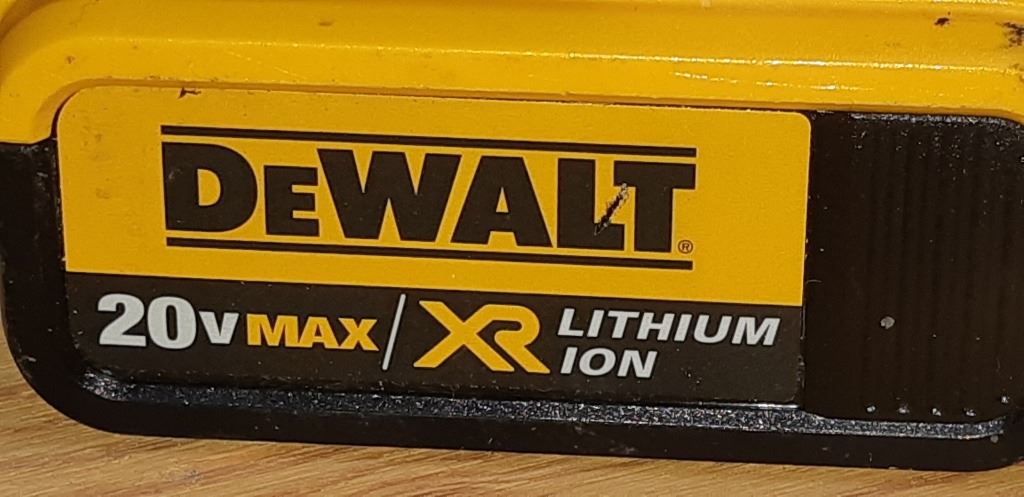 DEWALT®
20V MAX / XR LITHIUM
ION